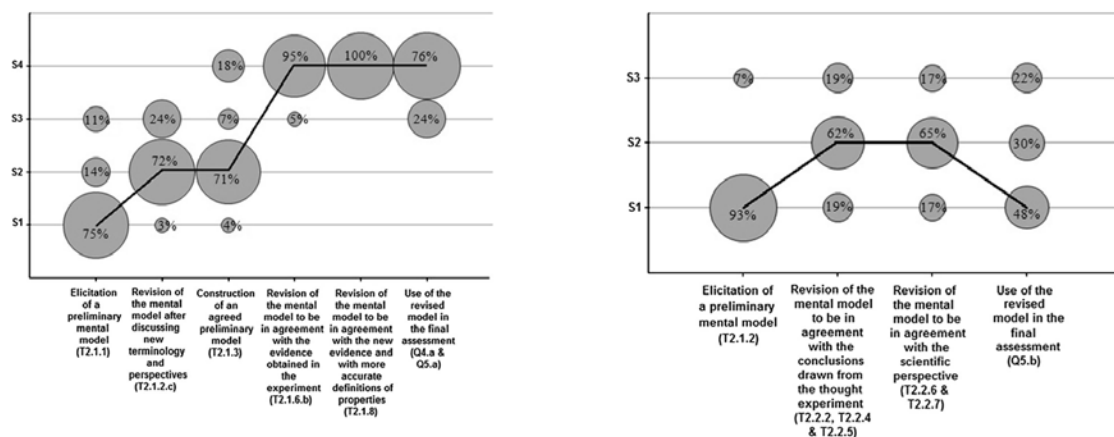 S4
S3
S2
S1
11%
14%
75%
24%
72%
3%
18%
7%
71%
4%
95%
5%
100%
76%
24%
Elicitation
of a
preliminary
mental
model
(T2.1.1)
Revision of
the mental
model after
discussing
new
terminology
and
perspectives
(T2.1.2.c)
Construction
of an
agreed
preliminary
model
(T2.1.3)
Revision of
the mental
model to be
in agreement
with the
evidence
obtained in
the
experiment
(T2.1.6.b)
Revision of
the mental
model to be
in agreement
with the new
evidence and
with more
accurate
definitions of
properties
(T2.1.8)
Use of the
revised
model in
the final
assessment
(Q4.a &
Q5.a)
S3
S2
S1
7%
93%
19%
62%
19%
17%
65%
17%
22%
30%
48%
Elicitation of
a preliminary
mental model
(T2.1.2)
Revision of the
mental model
to be in
agreement
with the
conclusions
drawn from
the thought
experiment
(T2.2.2, T2.2.4
& T2.2.5)
Revision of
the mental
model to be
in agreement
with the
scientific
perspective
(T2.2.6 &
T2.2.7)
Use of the
revised model
in the final
assessment
(Q5.b)